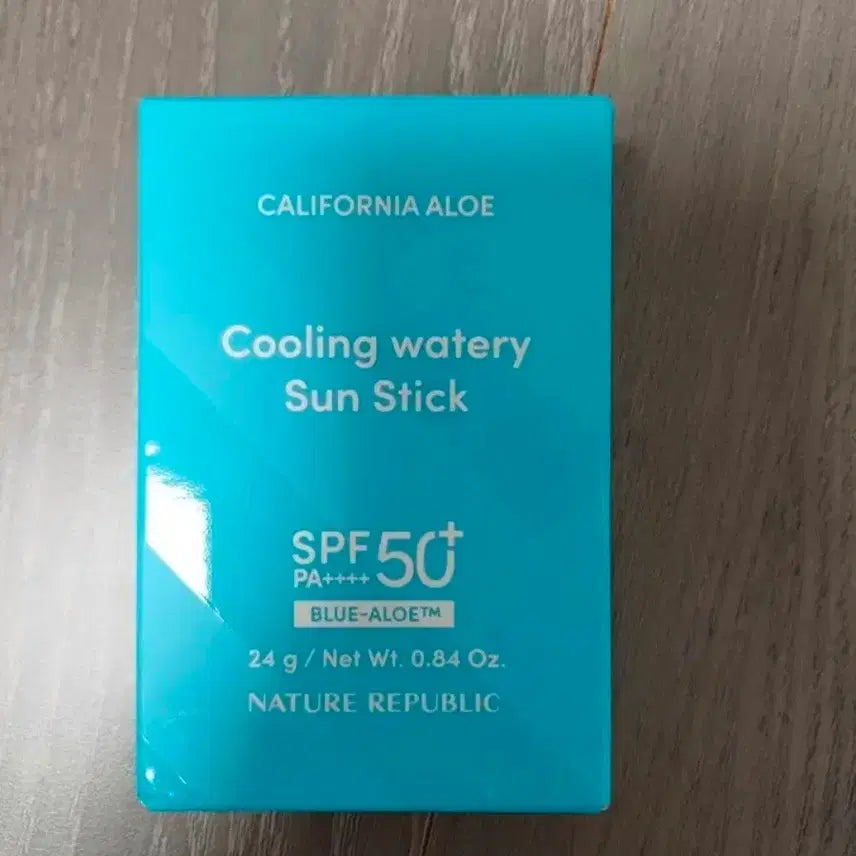 CALIFORNIA ALOE
Cooling watery
Sun Stick
SPF 50+
PA++++
BLUE-ALOE™
24 g / Net Wt. 0.84 Oz.
NATURE REPUBLIC